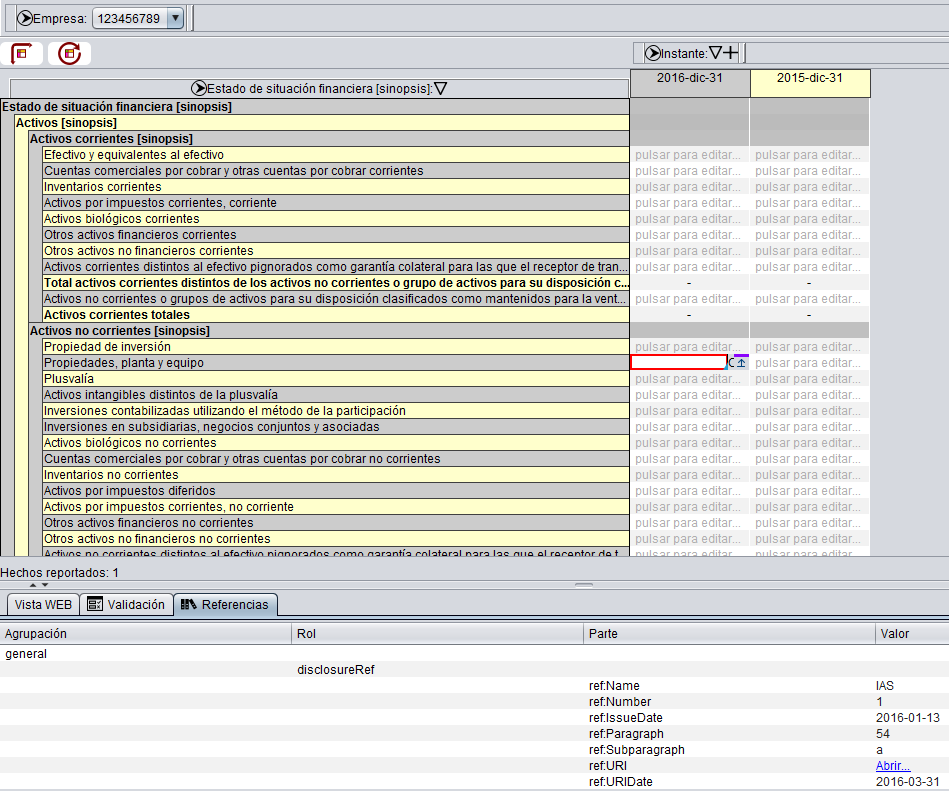 Empresa: 123456789
Instante:
Estado de situación financiera [sinopsis]: 2016-dic-31 2015-dic-31
Estado de situación financiera [sinopsis]
Activos [sinopsis]
Activos corrientes [sinopsis]
Efectivo y equivalentes al efectivo pulsar para editar... pulsar para editar...
Cuentas comerciales por cobrar y otras cuentas por cobrar corrientes pulsar para editar... pulsar para editar...
Inventarios corrientes pulsar para editar... pulsar para editar...
Activos por impuestos corrientes, corriente pulsar para editar... pulsar para editar...
Activos biológicos corrientes pulsar para editar... pulsar para editar...
Otros activos financieros corrientes pulsar para editar... pulsar para editar...
Otros activos no financieros corrientes pulsar para editar... pulsar para editar...
Activos corrientes distintos al efectivo pignorados como garantía colateral para las que el receptor de tran... pulsar para editar... pulsar para editar...
Total activos corrientes distintos de los activos no corrientes o grupo de activos para su disposición c... - -
Activos no corrientes o grupos de activos para su disposición clasificados como mantenidos para la vent... pulsar para editar... pulsar para editar...
Activos corrientes totales - -
Activos no corrientes [sinopsis]
Propiedad de inversión pulsar para editar... pulsar para editar...
Propiedades, planta y equipo pulsar para editar...
Plusvalía pulsar para editar... pulsar para editar...
Activos intangibles distintos de la plusvalía pulsar para editar... pulsar para editar...
Inversiones contabilizadas utilizando el método de la participación pulsar para editar... pulsar para editar...
Inversiones en subsidiarias, negocios conjuntos y asociadas pulsar para editar... pulsar para editar...
Activos biológicos no corrientes pulsar para editar... pulsar para editar...
Cuentas comerciales por cobrar y otras cuentas por cobrar no corrientes pulsar para editar... pulsar para editar...
Inventarios no corrientes pulsar para editar... pulsar para editar...
Activos por impuestos diferidos pulsar para editar... pulsar para editar...
Activos por impuestos corrientes, no corriente pulsar para editar... pulsar para editar...
Otros activos financieros no corrientes pulsar para editar... pulsar para editar...
Otros activos no financieros no corrientes pulsar para editar... pulsar para editar...
Activos no corrientes distintos al efectivo pignorados como garantía colateral para las que el receptor de t... pulsar para editar... pulsar para editar...
Hechos reportados: 1
Vista WEB Validación Referencias
Agrupación Rol Parte Valor
general
disclosureRef
ref:Name IAS
ref:Number 1
ref:IssueDate 2016-01-13
ref:Paragraph 54
ref:Subparagraph a
ref:URI Abrir...
ref:URIDate 2016-03-31